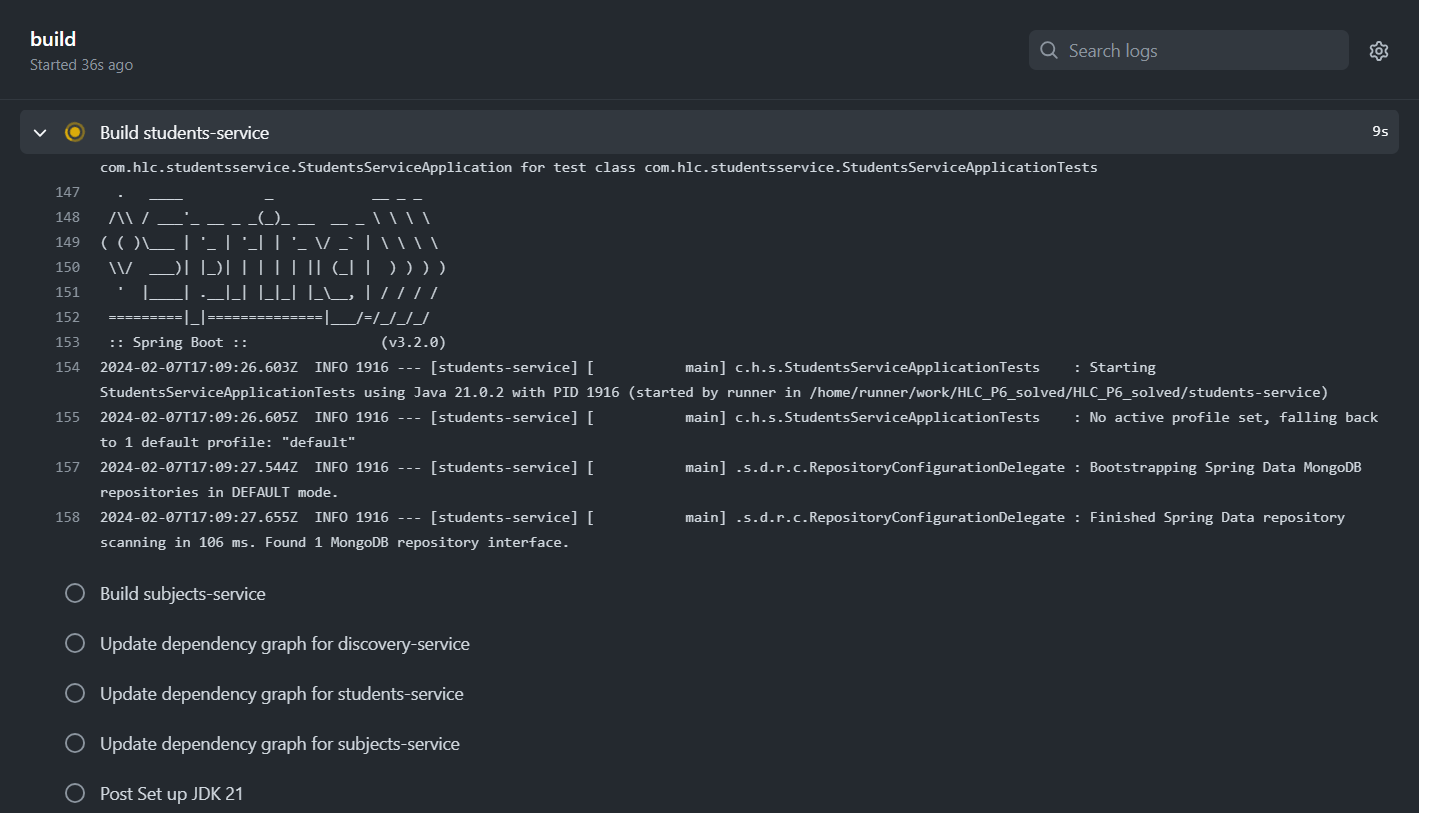 build
Started 36s ago
Search logs
Build students-service 9s
com.hlc.studentsservice.StudentsServiceApplication for test class com.hlc.studentsservice.StudentsServiceApplicationTests
147   .   ____          _            __ _ _
148  /\\ / ___'_ __ _ _(_)_ __  __ _ \ \ \ \
149 ( ( )\___ | '_ | '_| | '_ \/ _` | \ \ \ \
150  \\/  ___)| |_)| | | | | || (_| |  ) ) ) )
151   '  |____| .__|_| |_|_| |_\__, | / / / /
152  =========|_|==============|___/=/_/_/_/
153  :: Spring Boot ::                (v3.2.0)
154 2024-02-07T17:09:26.603Z  INFO 1916 --- [students-service] [           main] c.h.s.StudentsServiceApplicationTests    : Starting
StudentsServiceApplicationTests using Java 21.0.2 with PID 1916 (started by runner in /home/runner/work/HLC_P6_solved/HLC_P6_solved/students-service)
155 2024-02-07T17:09:26.605Z  INFO 1916 --- [students-service] [           main] c.h.s.StudentsServiceApplicationTests    : No active profile set, falling back
to 1 default profile: "default"
157 2024-02-07T17:09:27.544Z  INFO 1916 --- [students-service] [           main] .s.d.r.c.RepositoryConfigurationDelegate : Bootstrapping Spring Data MongoDB
repositories in DEFAULT mode.
158 2024-02-07T17:09:27.655Z  INFO 1916 --- [students-service] [           main] .s.d.r.c.RepositoryConfigurationDelegate : Finished Spring Data repository
scanning in 106 ms. Found 1 MongoDB repository interface.
Build subjects-service
Update dependency graph for discovery-service
Update dependency graph for students-service
Update dependency graph for subjects-service
Post Set up JDK 21